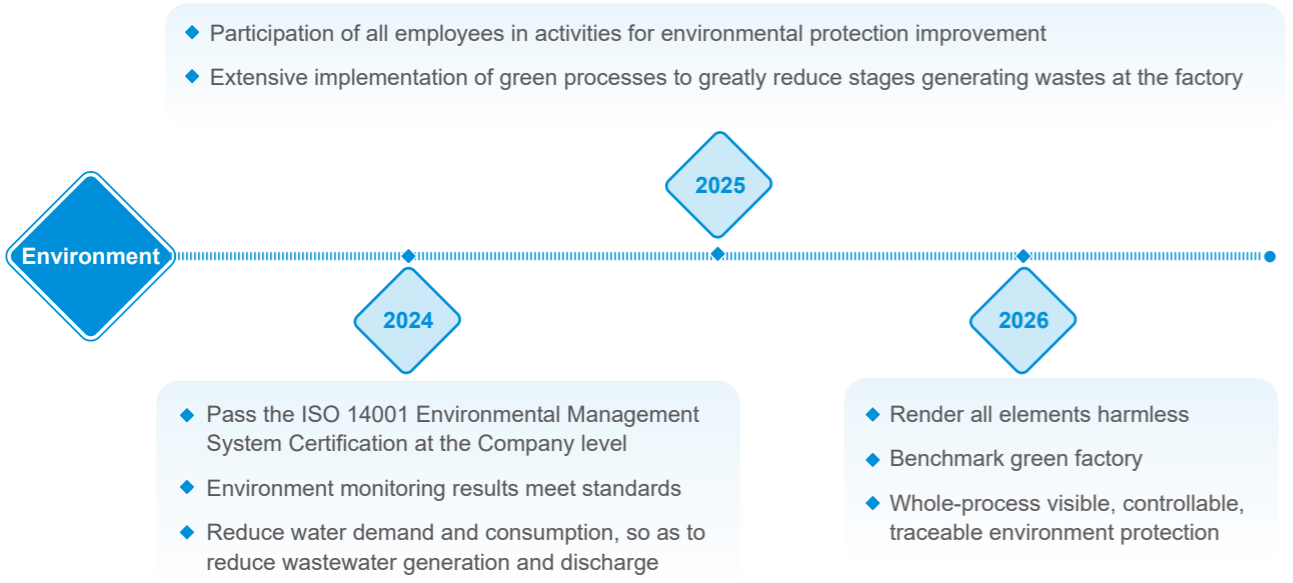 Participation of all employees in activities for environmental protection improvement
Extensive implementation of green processes to greatly reduce stages generating wastes at the factory
2025
Environment
2024
2026
Pass the ISO 14001 Environmental Management
System Certification at the Company level
Environment monitoring results meet standards
Reduce water demand and consumption, so as to
reduce wastewater generation and discharge
Render all elements harmless
Benchmark green factory
Whole-process visible, controllable,
traceable environment protection